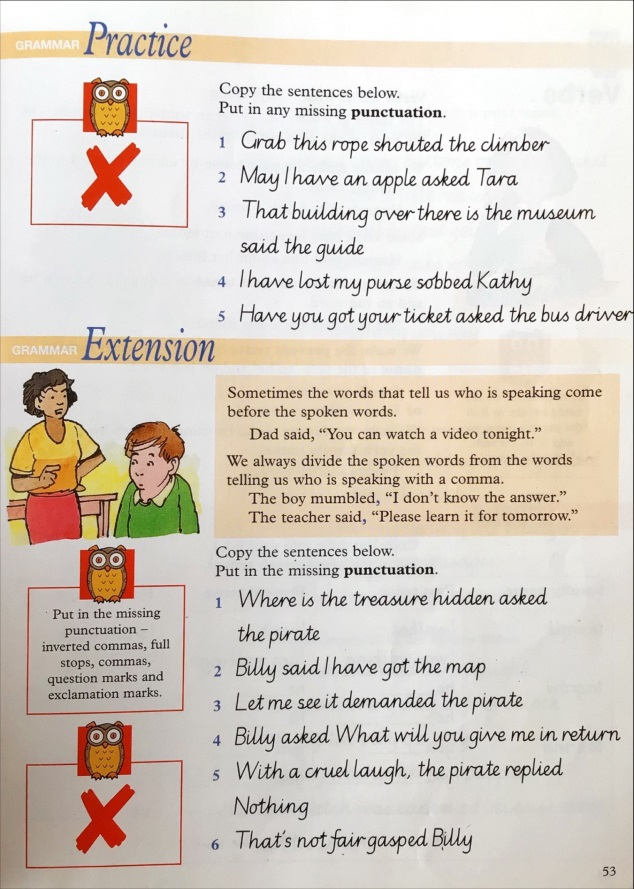 GRAMMAR Practice
Copy the sentences below.
Put in any missing punctuation.
1 Grab this rope shouted the climber
2 May I have an apple asked Tara
3 That building over there is the museum
said the guide
4 I have lost my purse sobbed Kathy
5 Have you got your ticket asked the bus driver
GRAMMAR Extension
Sometimes the words that tell us who is speaking come
before the spoken words.
Dad said, “You can watch a video tonight.”
We always divide the spoken words from the words
telling us who is speaking with a comma.
The boy mumbled, “I don’t know the answer.”
The teacher said, “Please learn it for tomorrow.”
Copy the sentences below.
Put in the missing punctuation.
Put in the missing
punctuation –
inverted commas, full
stops, commas,
question marks and
exclamation marks.
1 Where is the treasure hidden asked
the pirate
2 Billy said I have got the map
3 Let me see it demanded the pirate
4 Billy asked What will you give me in return
5 With a cruel laugh, the pirate replied
Nothing
6 That's not fair gasped Billy
53